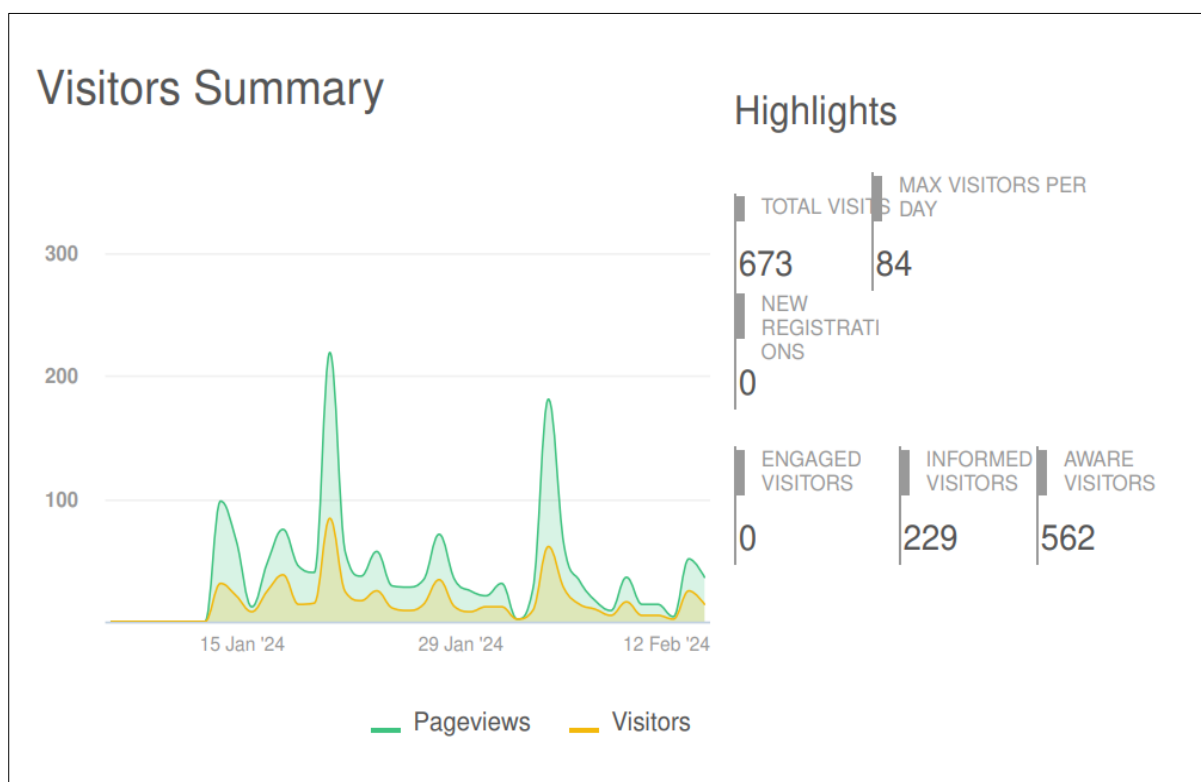 Visitors Summary
Highlights
TOTAL VISITS
673
MAX VISITORS PER
DAY
84
NEW
REGISTRATI
ONS
0
ENGAGED
VISITORS
0
INFORMED
VISITORS
229
AWARE
VISITORS
562
300
200
100
15 Jan '24
29 Jan '24
12 Feb '24
Pageviews
Visitors